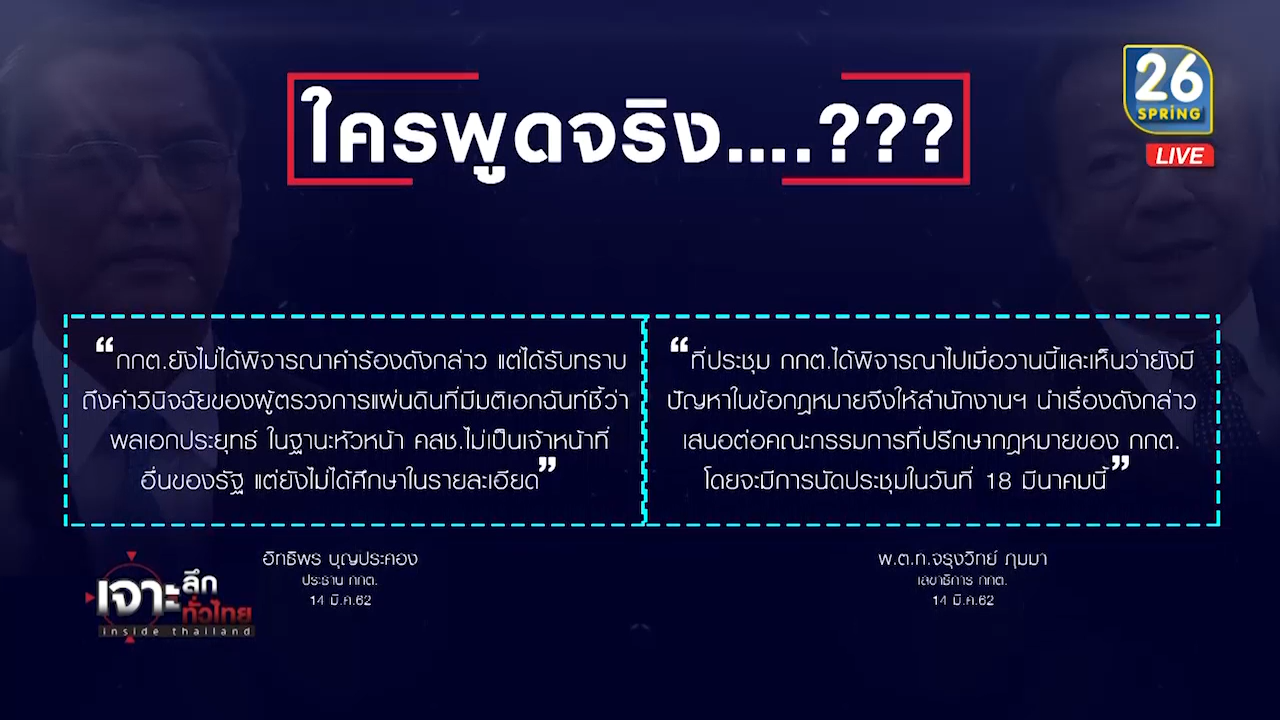 ใครพูดจริง....???
26
SPRiNG
LIVE
“กกต.ยังไม่ได้พิจารณาคำร้องดังกล่าว แต่ได้รับทราบ
ถึงคำวินิจฉัยของผู้ตรวจการแผ่นดินที่มีมติเอกฉันท์ชี้ว่า
พลเอกประยุทธ์ ในฐานะหัวหน้า คสช.ไม่เป็นเจ้าหน้าที่
อื่นของรัฐ แต่ยังไม่ได้ศึกษาในรายละเอียด”
อิทธิพร บุญประคอง
ประธาน กกต.
14 มี.ค.62
“ที่ประชุม กกต.ได้พิจารณาไปเมื่อวานนี้และเห็นว่ายังมี
ปัญหาในข้อกฎหมายจึงให้สำนักงานฯ นำเรื่องดังกล่าว
เสนอต่อคณะกรรมการที่ปรึกษากฎหมายของ กกต.
โดยจะมีการนัดประชุมในวันที่ 18 มีนาคมนี้”
พ.ต.ท.จรุงวิทย์ ภุมมา
เลขาธิการ กกต.
14 มี.ค.62
เจาะลึก
ทั่วไทย
inside thailand